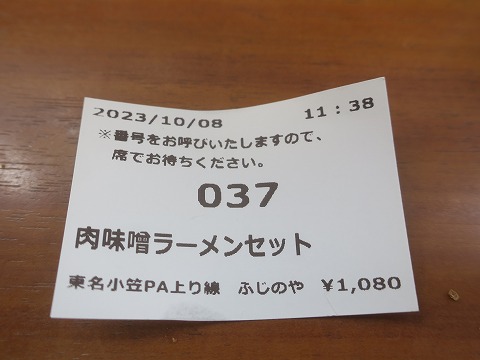 2023/10/08 11:38
※番号をお呼びいたしますので、
席でお待ちください。
037
肉味噌ラーメンセット
東名小笠PA上り線 ふじのや ¥1,080